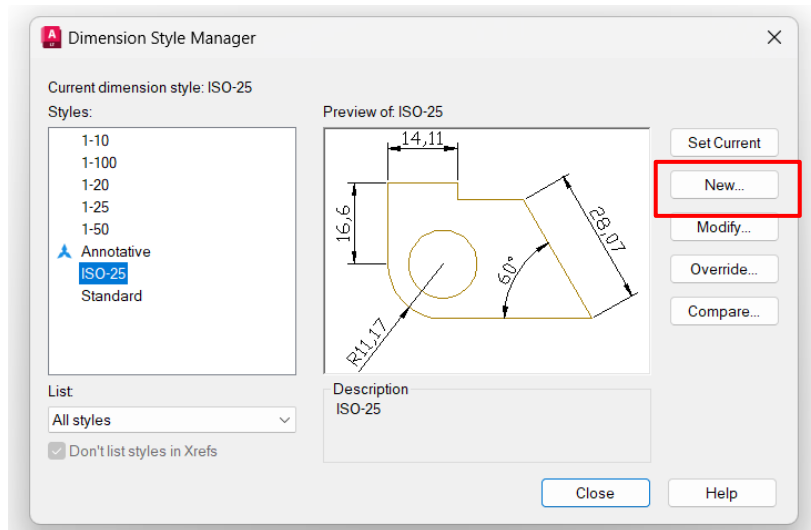 Dimension Style Manager
Current dimension style: ISO-25
Styles:
1-10
1-100
1-20
1-25
1-50
Annotative
ISO-25
Standard
List:
All styles
Don't list styles in Xrefs
Preview of: ISO-25
14,11
16,6
28,07
60°
R11,17
Description
ISO-25
Set Current
New...
Modify...
Override...
Compare...
Close
Help